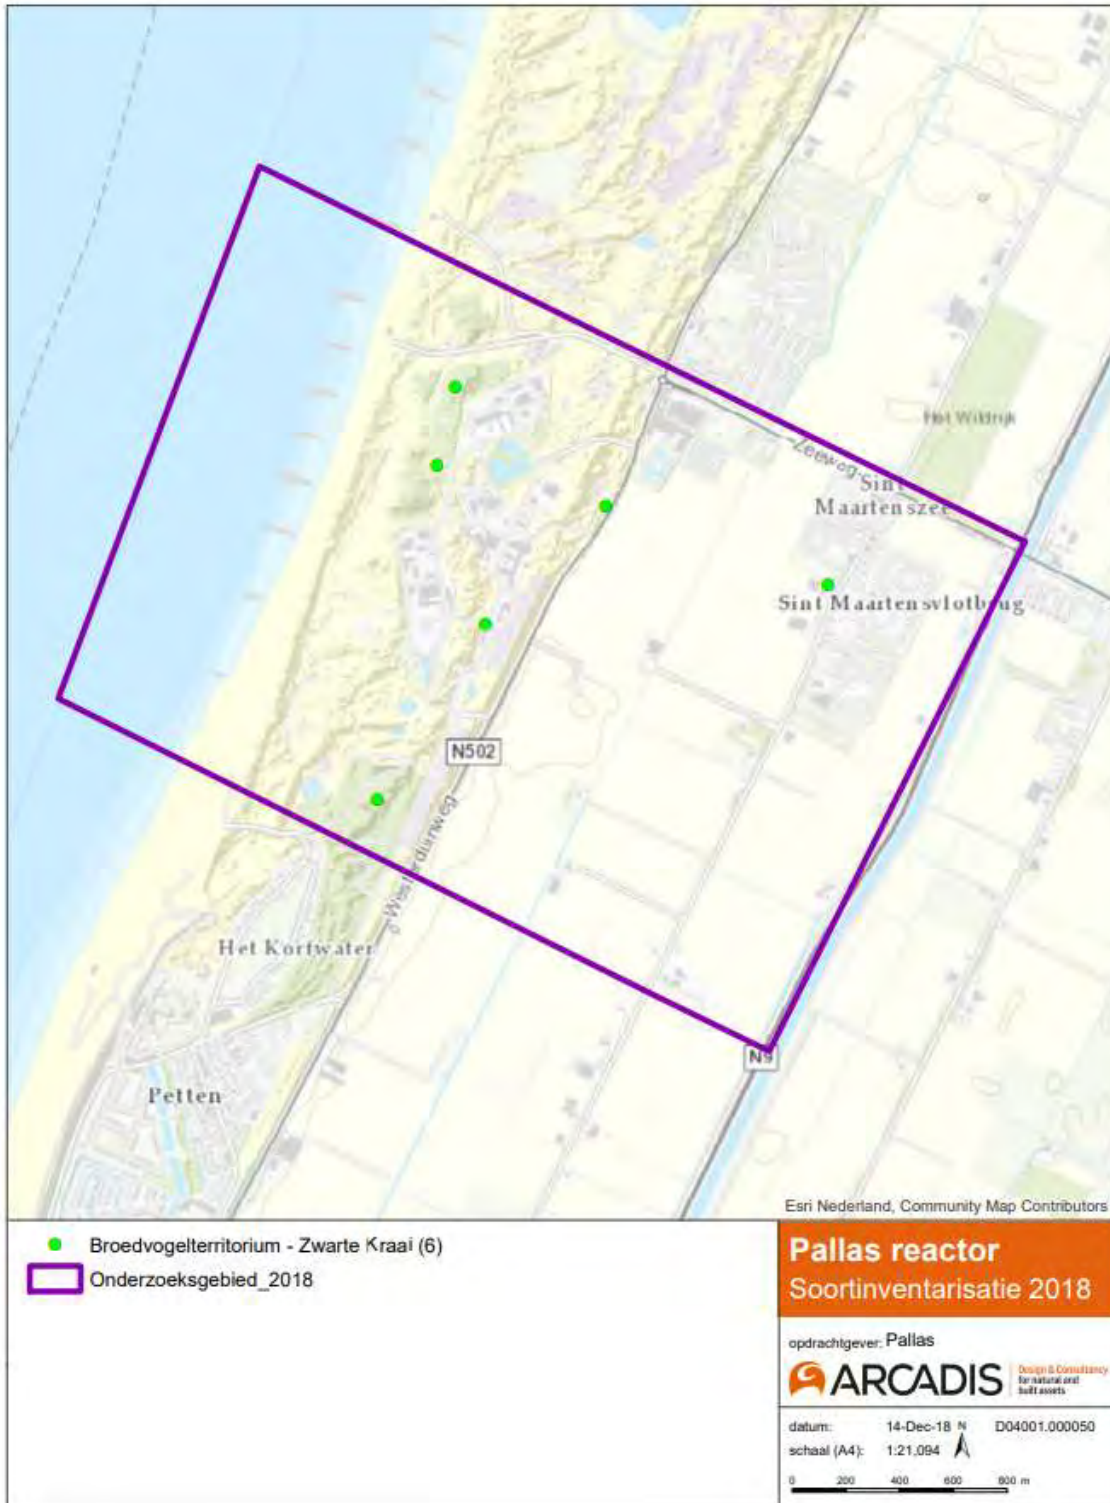 Het Wildrijk
Zeeweg
Sint
Maartenszee
Sint Maartensvlotbrug
N502
Westerduinweg
Het Kortwater
Petten
N9
Esri Nederland, Community Map Contributors
Broedvogelterritorium - Zwarte Kraai (6)
Onderzoeksgebied_2018
Pallas reactor
Soortinventarisatie 2018
opdrachtgever: Pallas
ARCADIS
Design & Consultancy
for natural and
built assets
datum: 14-Dec-18 N D04001.000050
schaal (A4): 1:21,094
0 200 400 600 800 m